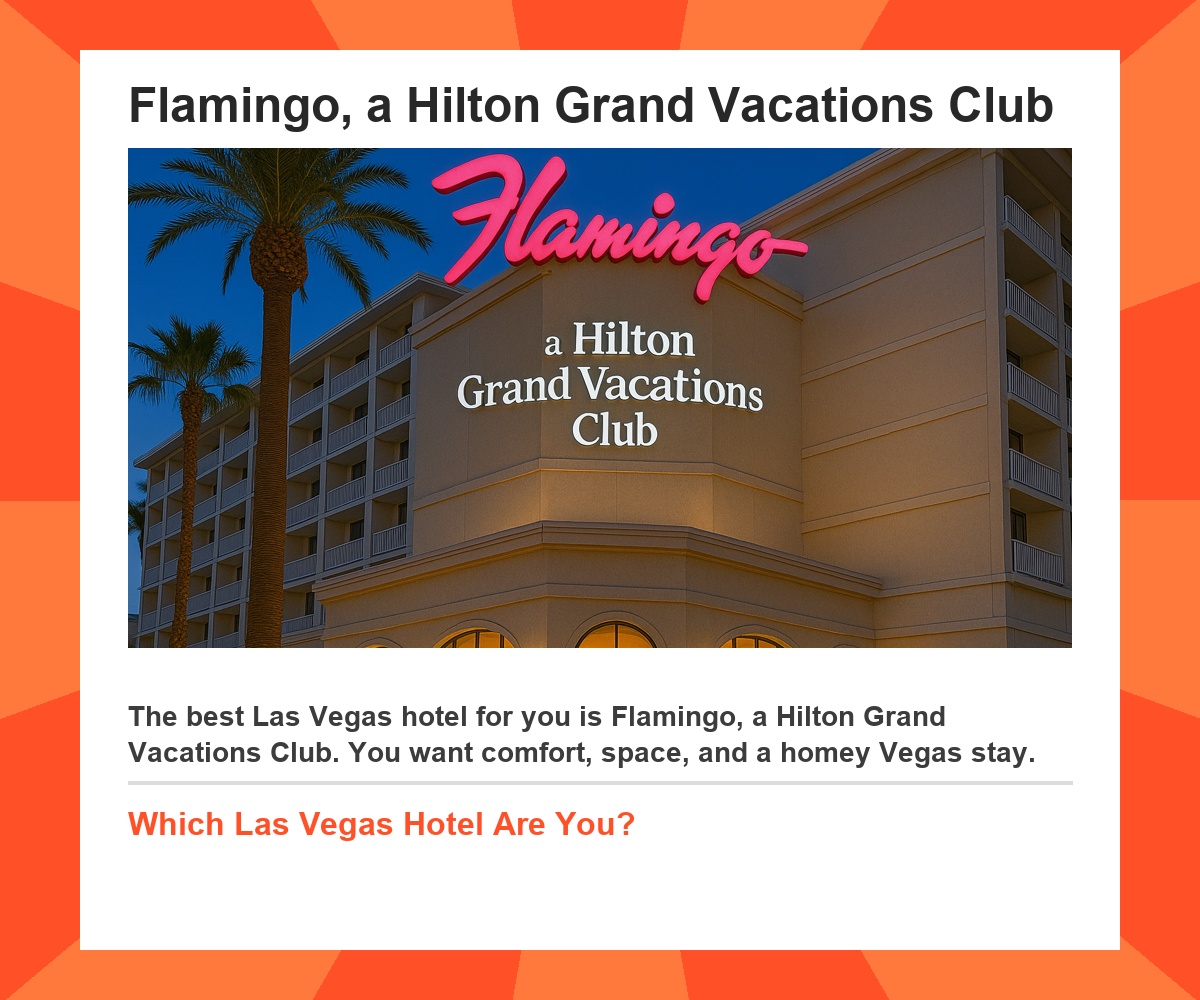 Flamingo, a Hilton Grand Vacations Club
Flamingo
a Hilton
Grand Vacations
Club
The best Las Vegas hotel for you is Flamingo, a Hilton Grand
Vacations Club. You want comfort, space, and a homey Vegas stay.
Which Las Vegas Hotel Are You?